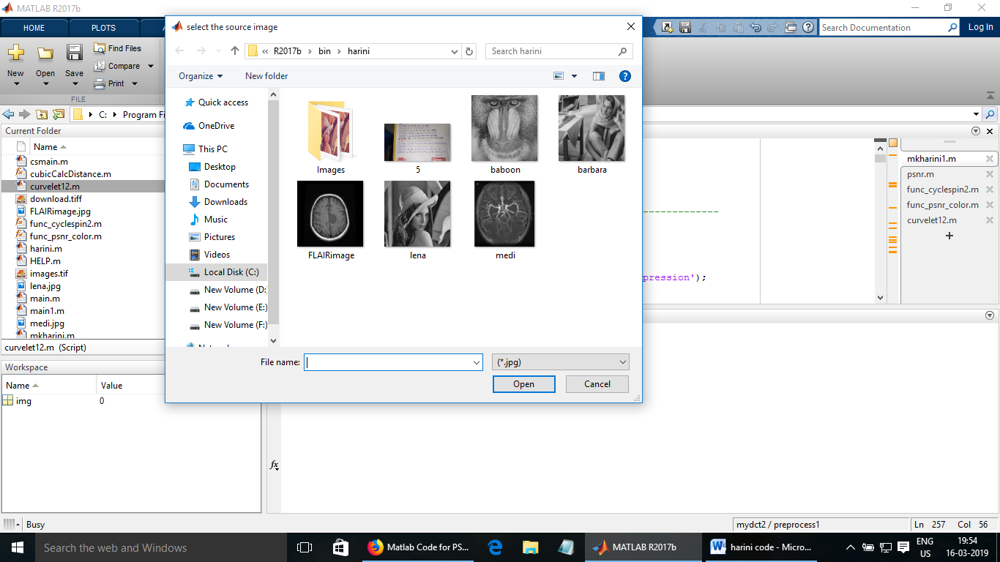 MATLAB R2017b
HOME
PLOTS
A
Search Documentation
Log In
New
Open
Save
Find Files
Compare
Print
FILE
C:
Program Fi
Current Folder
Name
csmain.m
cubicCalcDistance.m
curvelet12.m
download.tiff
FLAIRimage.jpg
func_cyclespin2.m
func_psnr_color.m
harini.m
HELP.m
images.tif
lena.jpg
main.m
main1.m
medi.jpg
mkharini.m
curvelet12.m (Script)
Workspace
Name
Value
img
0
select the source image
« R2017b › bin › harini
Search harini
Organize
New folder
Quick access
OneDrive
This PC
Desktop
Documents
Downloads
Music
Pictures
Videos
Local Disk (C:)
New Volume (D:
New Volume (E:)
New Volume (F:)
Images
5
baboon
barbara
FLAIRimage
lena
medi
File name:
(*.jpg)
Open
Cancel
pression');
mkharini1.m
psnr.m
func_cyclespin2.m
func_psnr_color.m
curvelet12.m
fx
Busy
mydct2 / preprocess1
Ln 257 Col 56
Search the web and Windows
Matlab Code for PS...
MATLAB R2017b
harini code - Micro...
ENG
US
19:54
16-03-2019